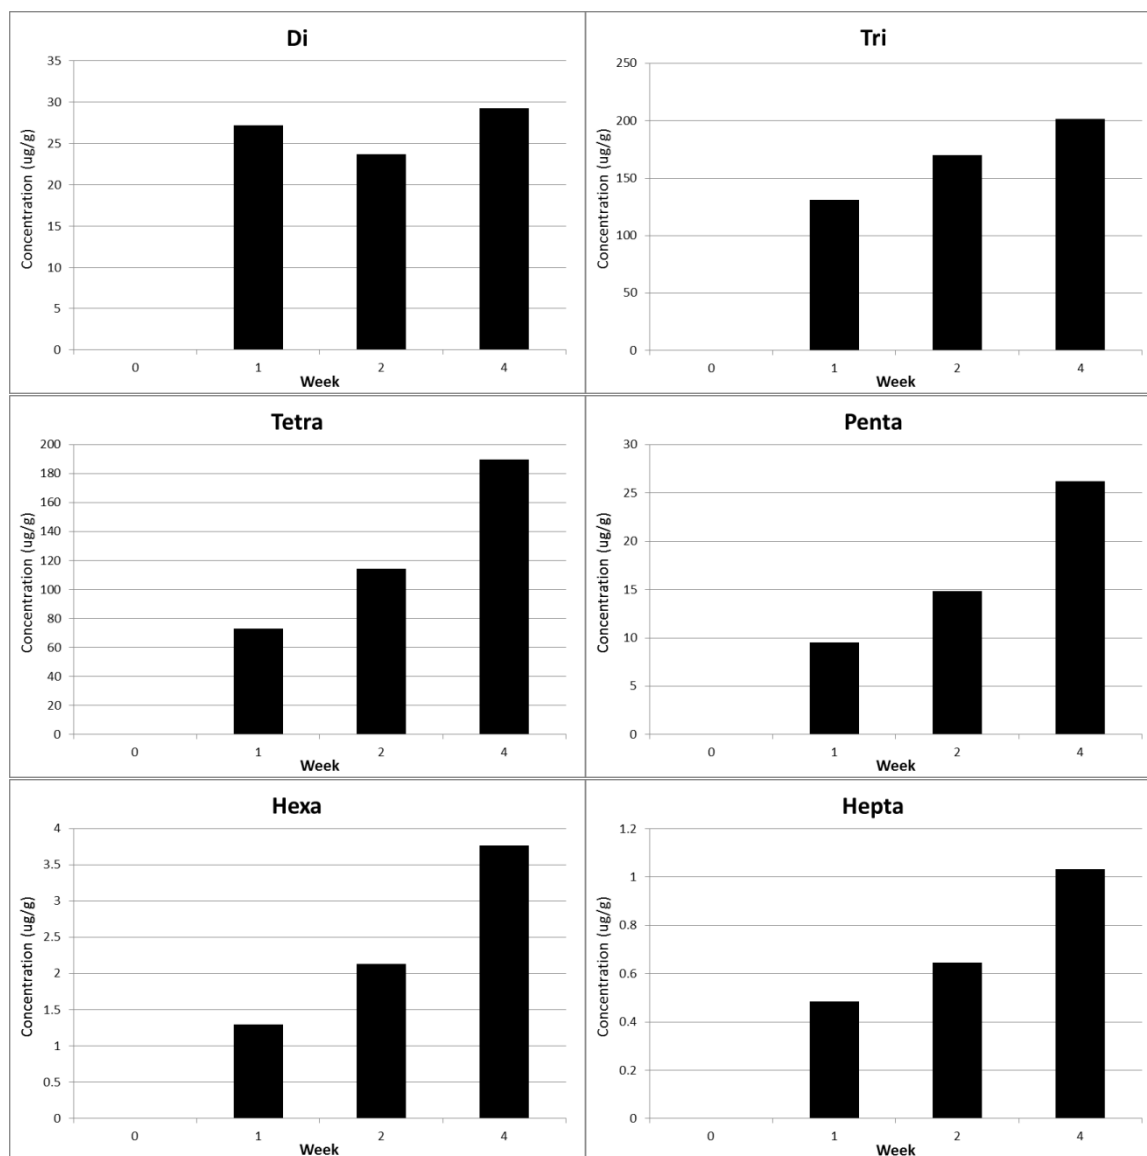 Di
35
30
25
20
15
10
5
0
Concentration (ug/g)
0 1 2 4
Week
Tri
250
200
150
100
50
0
Concentration (ug/g)
0 1 2 4
Week
Tetra
200
180
160
140
120
100
80
60
40
20
0
Concentration (ug/g)
0 1 2 4
Week
Penta
30
25
20
15
10
5
0
Concentration (ug/g)
0 1 2 4
Week
Hexa
4
3.5
3
2.5
2
1.5
1
0.5
0
Concentration (ug/g)
0 1 2 4
Week
Hepta
1.2
1
0.8
0.6
0.4
0.2
0
Concentration (ug/g)
0 1 2 4
Week